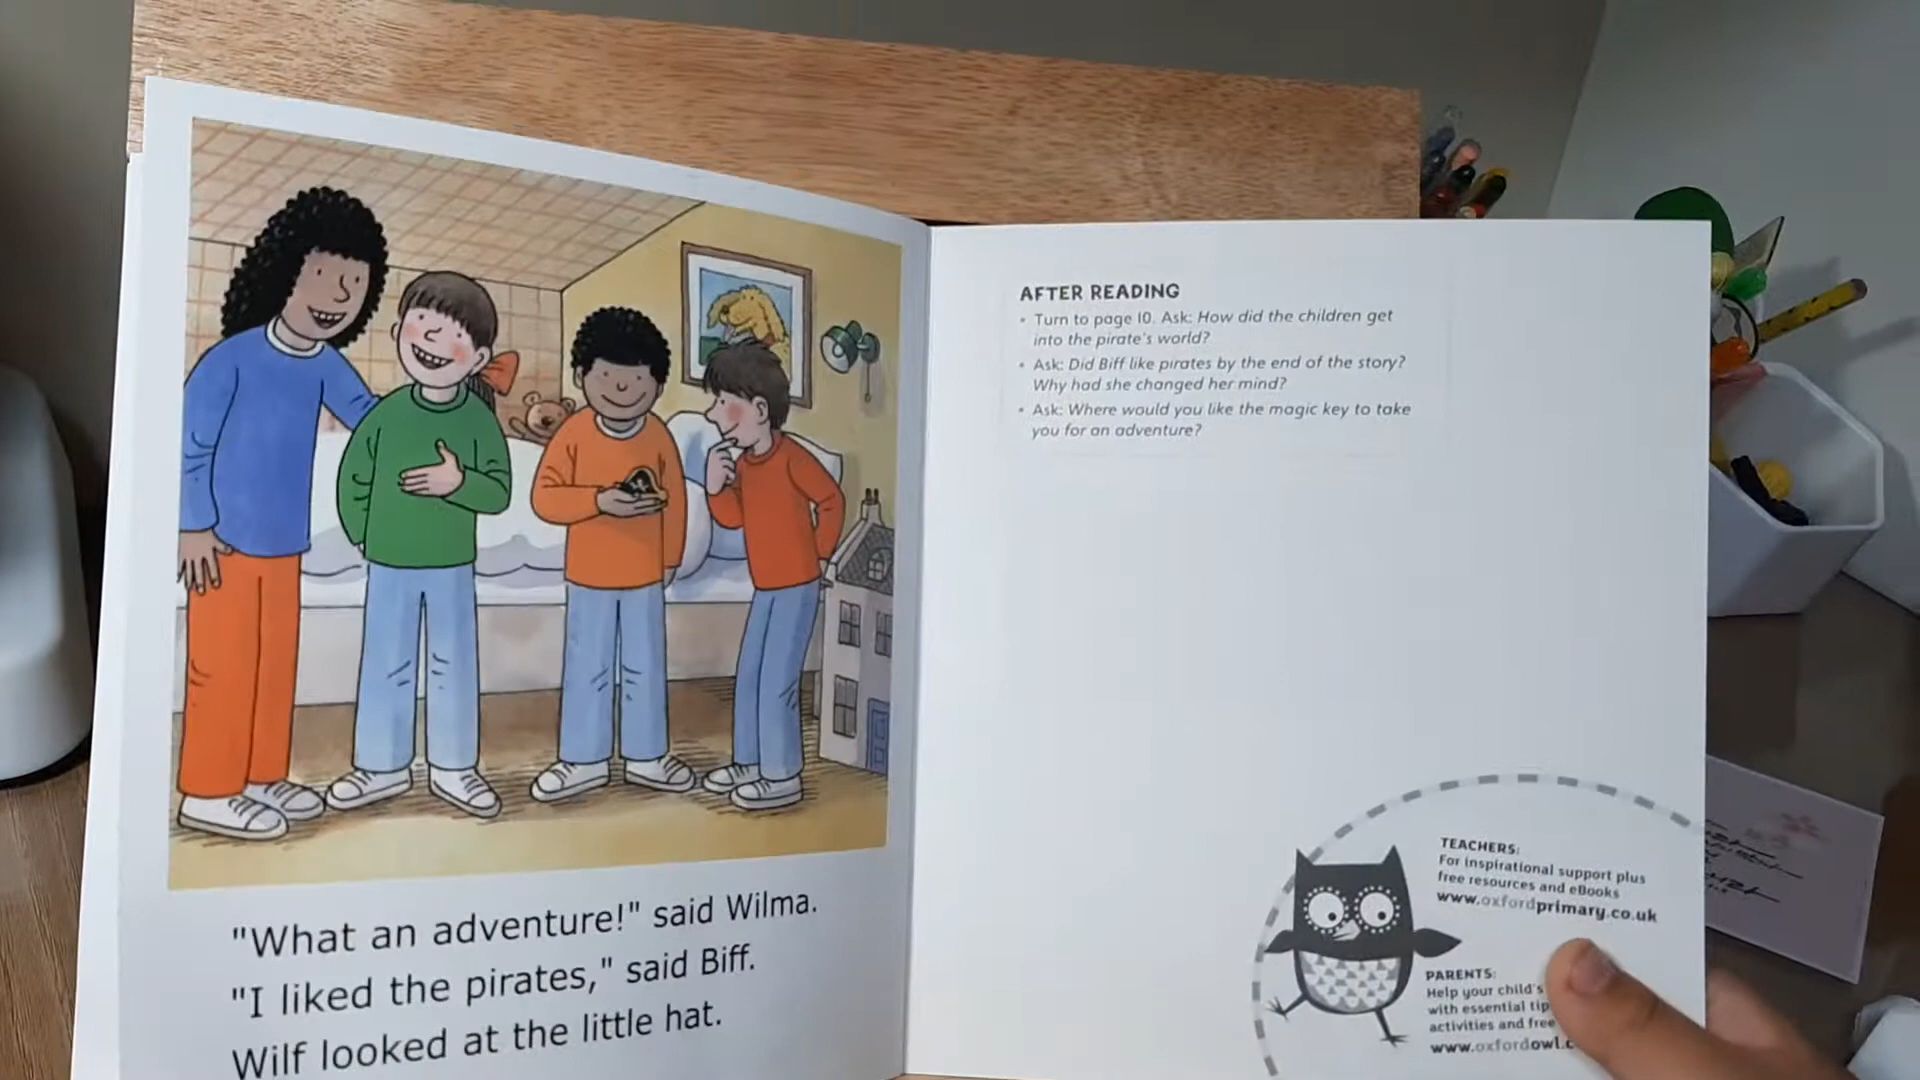 "What an adventure!" said Wilma.
"I liked the pirates," said Biff.
Wilf looked at the little hat.
AFTER READING
• Turn to page 10. Ask: How did the children get
into the pirate's world?
• Ask: Did Biff like pirates by the end of the story?
Why had she changed her mind?
• Ask: Where would you like the magic key to take
you for an adventure?
TEACHERS:
For inspirational support plus
free resources and eBooks
www.oxfordprimary.co.uk
PARENTS:
Help your child's
with essential
activities and free
www.oxfordowl.